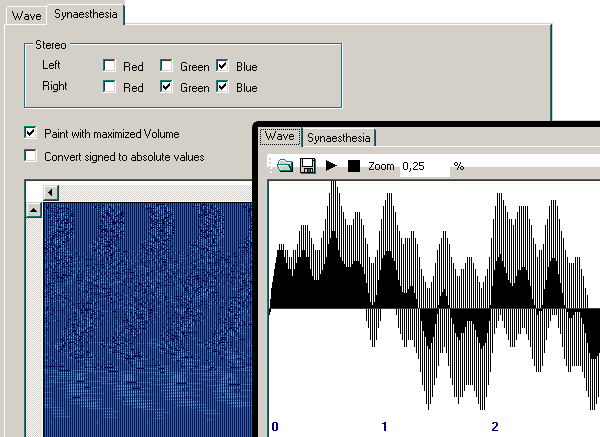 Wave Synaesthesia
Stereo
Left Red Green Blue
Right Red Green Blue
Paint with maximized Volume
Convert signed to absolute values
Wave Synaesthesia
Zoom 0,25 %
0 1 2